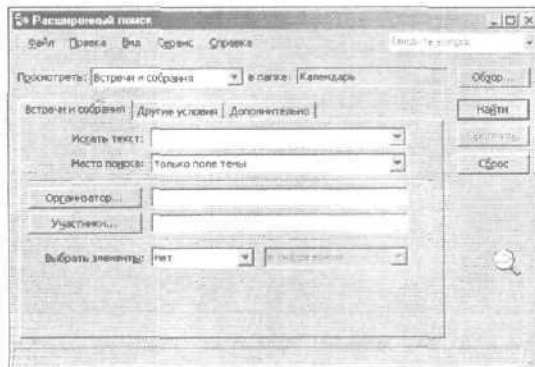 Расширенный поиск
Файл Правка Вид Сервис Справка
Просмотреть: Встречи и собрания в папке: Календарь Обзор...
Встречи и собрания Другие условия Дополнительно Найти
Искать текст:
Место поиска: только поле темы Сброс
Организатор...
Участники...
Выбрать элементы: нет